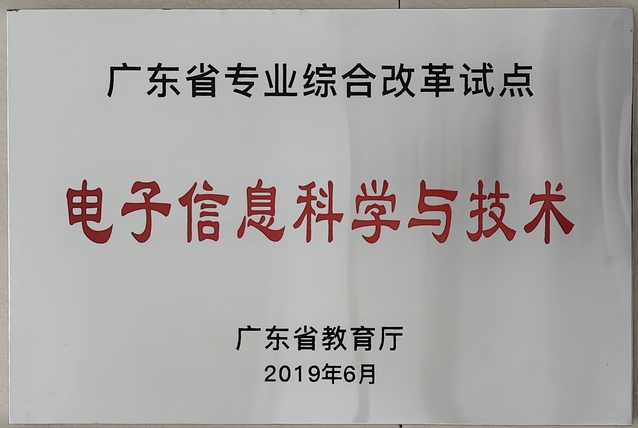 广东省专业综合改革试点
电子信息科学与技术
广东省教育厅
2019年6月